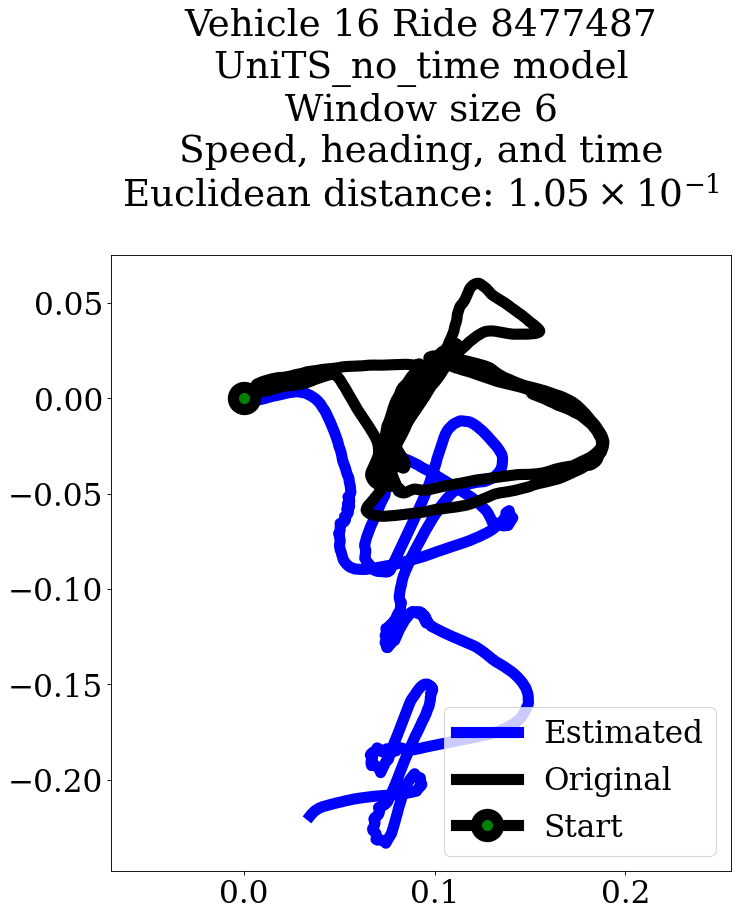 Vehicle 16 Ride 8477487
UniTS_no_time model
Window size 6
Speed, heading, and time
Euclidean distance: 1.05 × 10⁻¹
0.05
0.00
−0.05
−0.10
−0.15
−0.20
Estimated
Original
Start
0.0 0.1 0.2